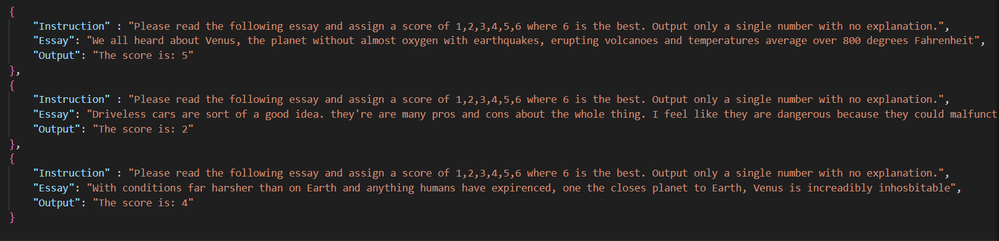 {
"Instruction" : "Please read the following essay and assign a score of 1,2,3,4,5,6 where 6 is the best. Output only a single number with no explanation.",
"Essay": "We all heard about Venus, the planet without almost oxygen with earthquakes, erupting volcanoes and temperatures average over 800 degrees Fahrenheit",
"Output": "The score is: 5"
},
{
"Instruction" : "Please read the following essay and assign a score of 1,2,3,4,5,6 where 6 is the best. Output only a single number with no explanation.",
"Essay": "Driveless cars are sort of a good idea. they're are many pros and cons about the whole thing. I feel like they are dangerous because they could malfunct
"Output": "The score is: 2"
},
{
"Instruction" : "Please read the following essay and assign a score of 1,2,3,4,5,6 where 6 is the best. Output only a single number with no explanation.",
"Essay": "With conditions far harsher than on Earth and anything humans have expirenced, one the closes planet to Earth, Venus is increadibly inhosbitable",
"Output": "The score is: 4"
}